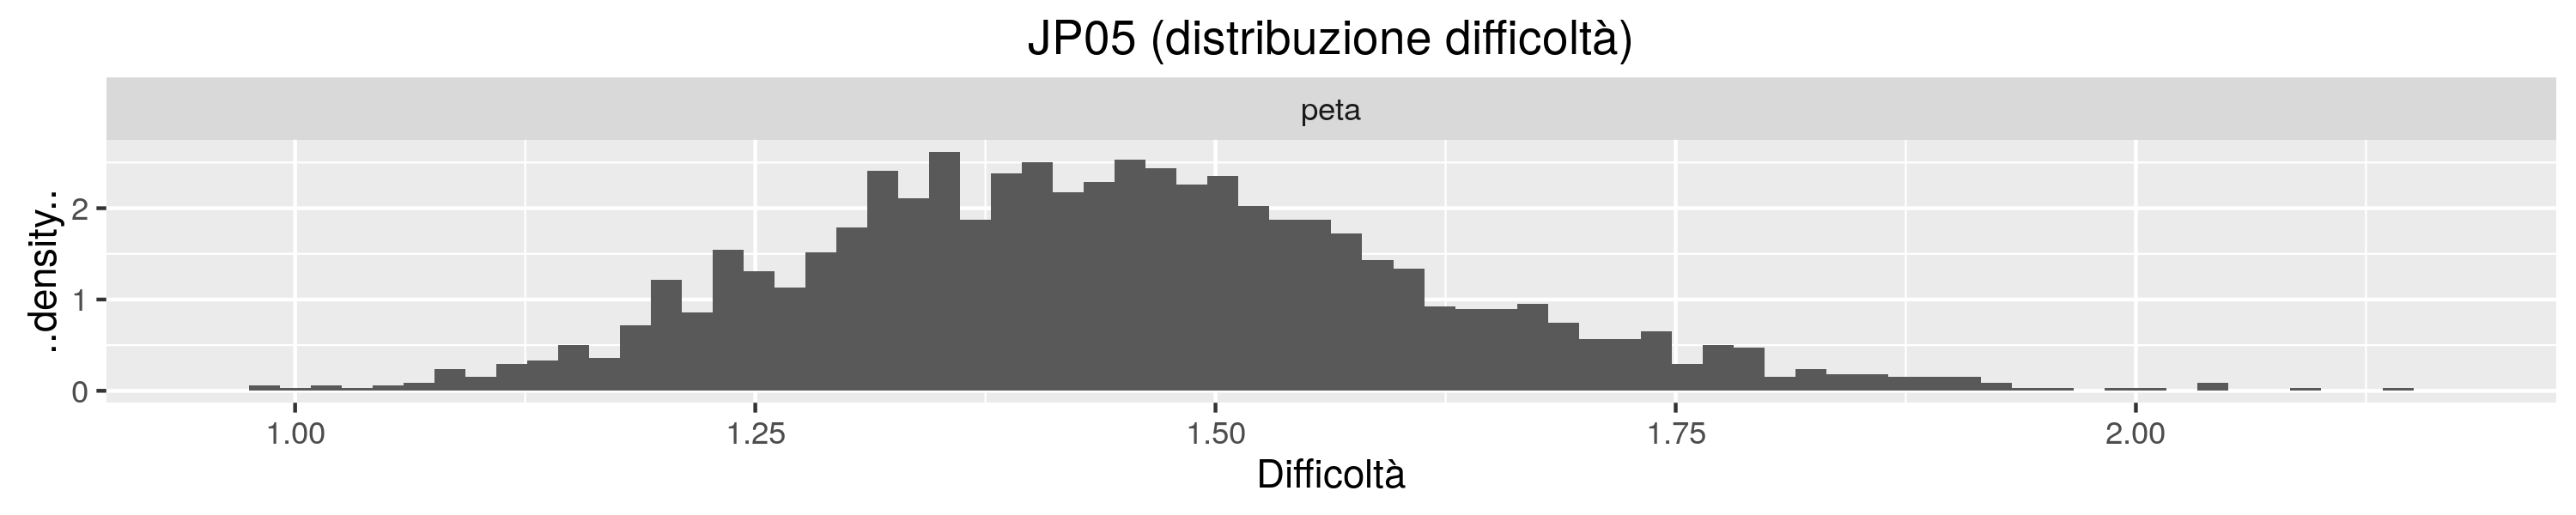 JP05 (distribuzione difficoltà)
peta
..density..
2
1
0
1.00 1.25 1.50 1.75 2.00
Difficoltà